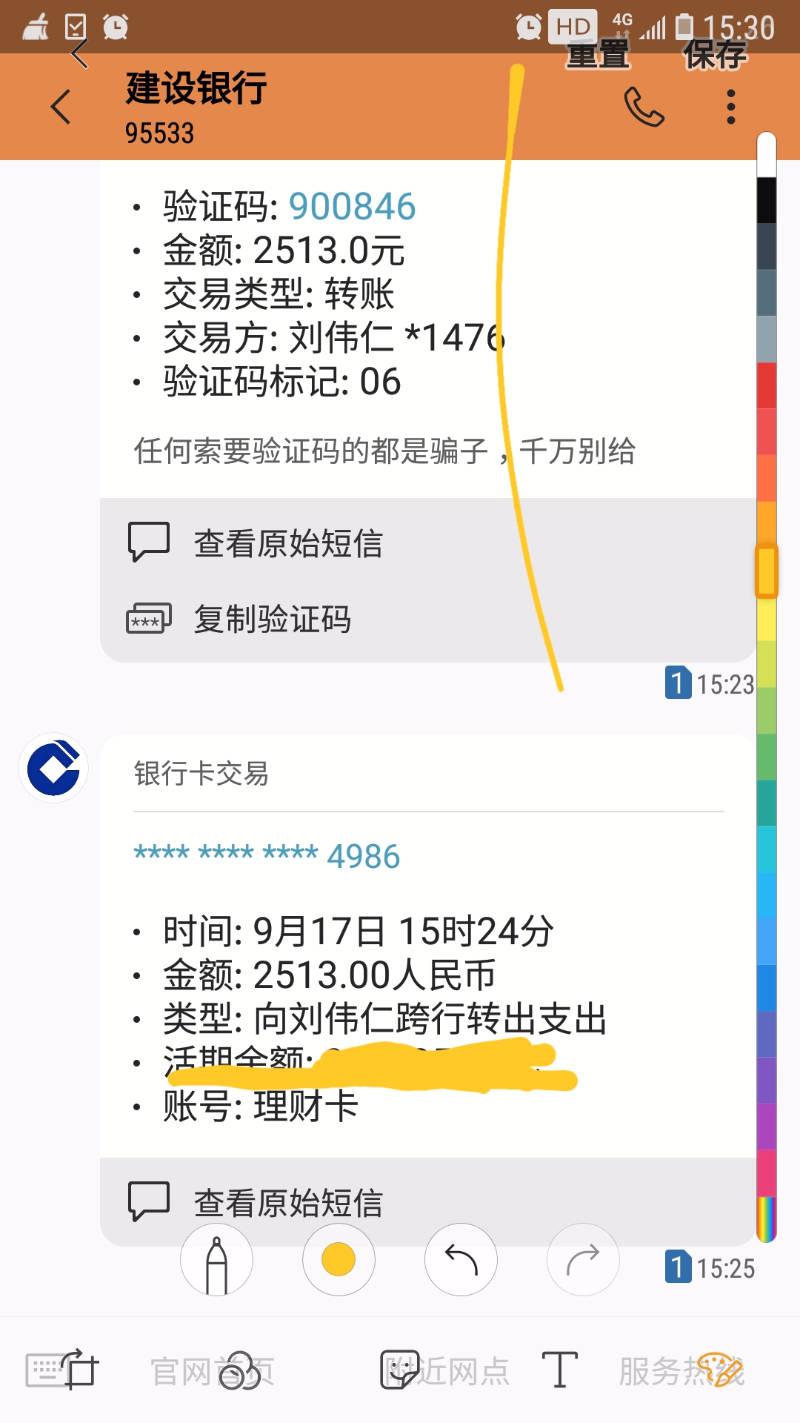 HD 4G 15:30
重置 保存
建设银行
95533
· 验证码: 900846
· 金额: 2513.0元
· 交易类型: 转账
· 交易方: 刘伟仁 *1476
· 验证码标记: 06
任何索要验证码的都是骗子，千万别给
查看原始短信
*** 复制验证码
1 15:23
银行卡交易
**** **** **** 4986
· 时间: 9月17日 15时24分
· 金额: 2513.00人民币
· 类型: 向刘伟仁跨行转出支出
· 活期余额:
· 账号: 理财卡
查看原始短信
1 15:25
官网首页 附近网点 T 服务热线